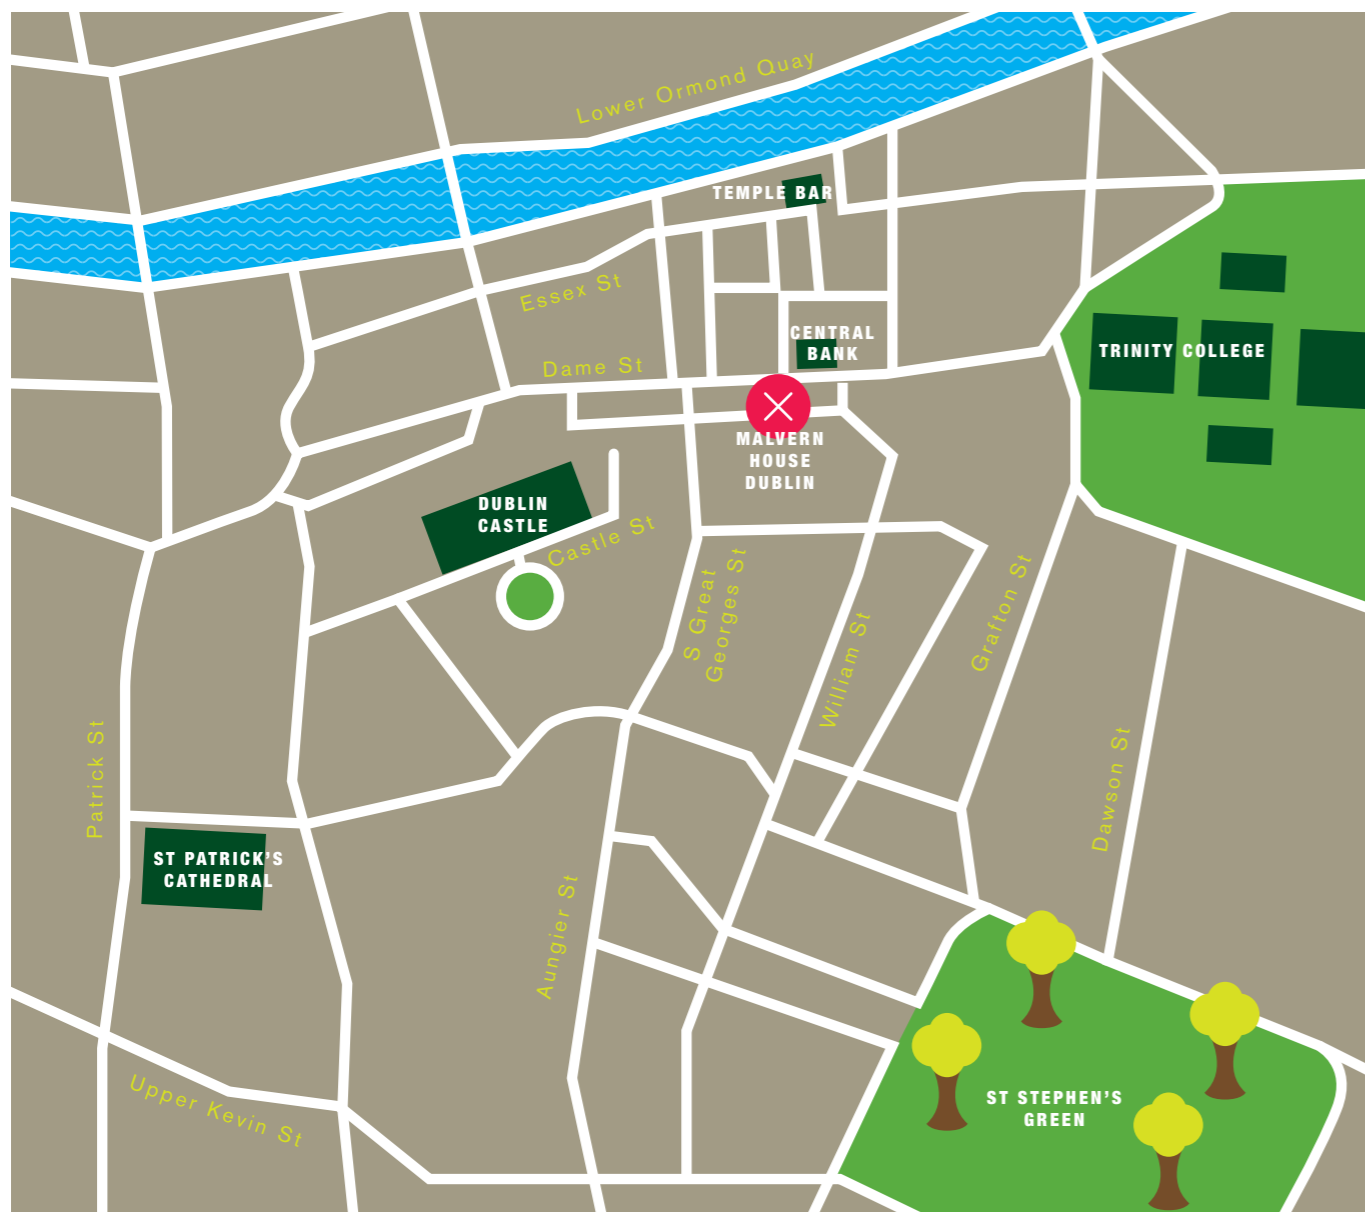 Lower Ormond Quay
TEMPLE BAR
Essex St
CENTRAL
BANK
TRINITY COLLEGE
Dame St
MALVERN
HOUSE
DUBLIN
DUBLIN
CASTLE
Castle St
S Great
Georges St
William St
Grafton St
Patrick St
Dawson St
ST PATRICK'S
CATHEDRAL
Aungier St
Upper Kevin St
ST STEPHEN'S
GREEN